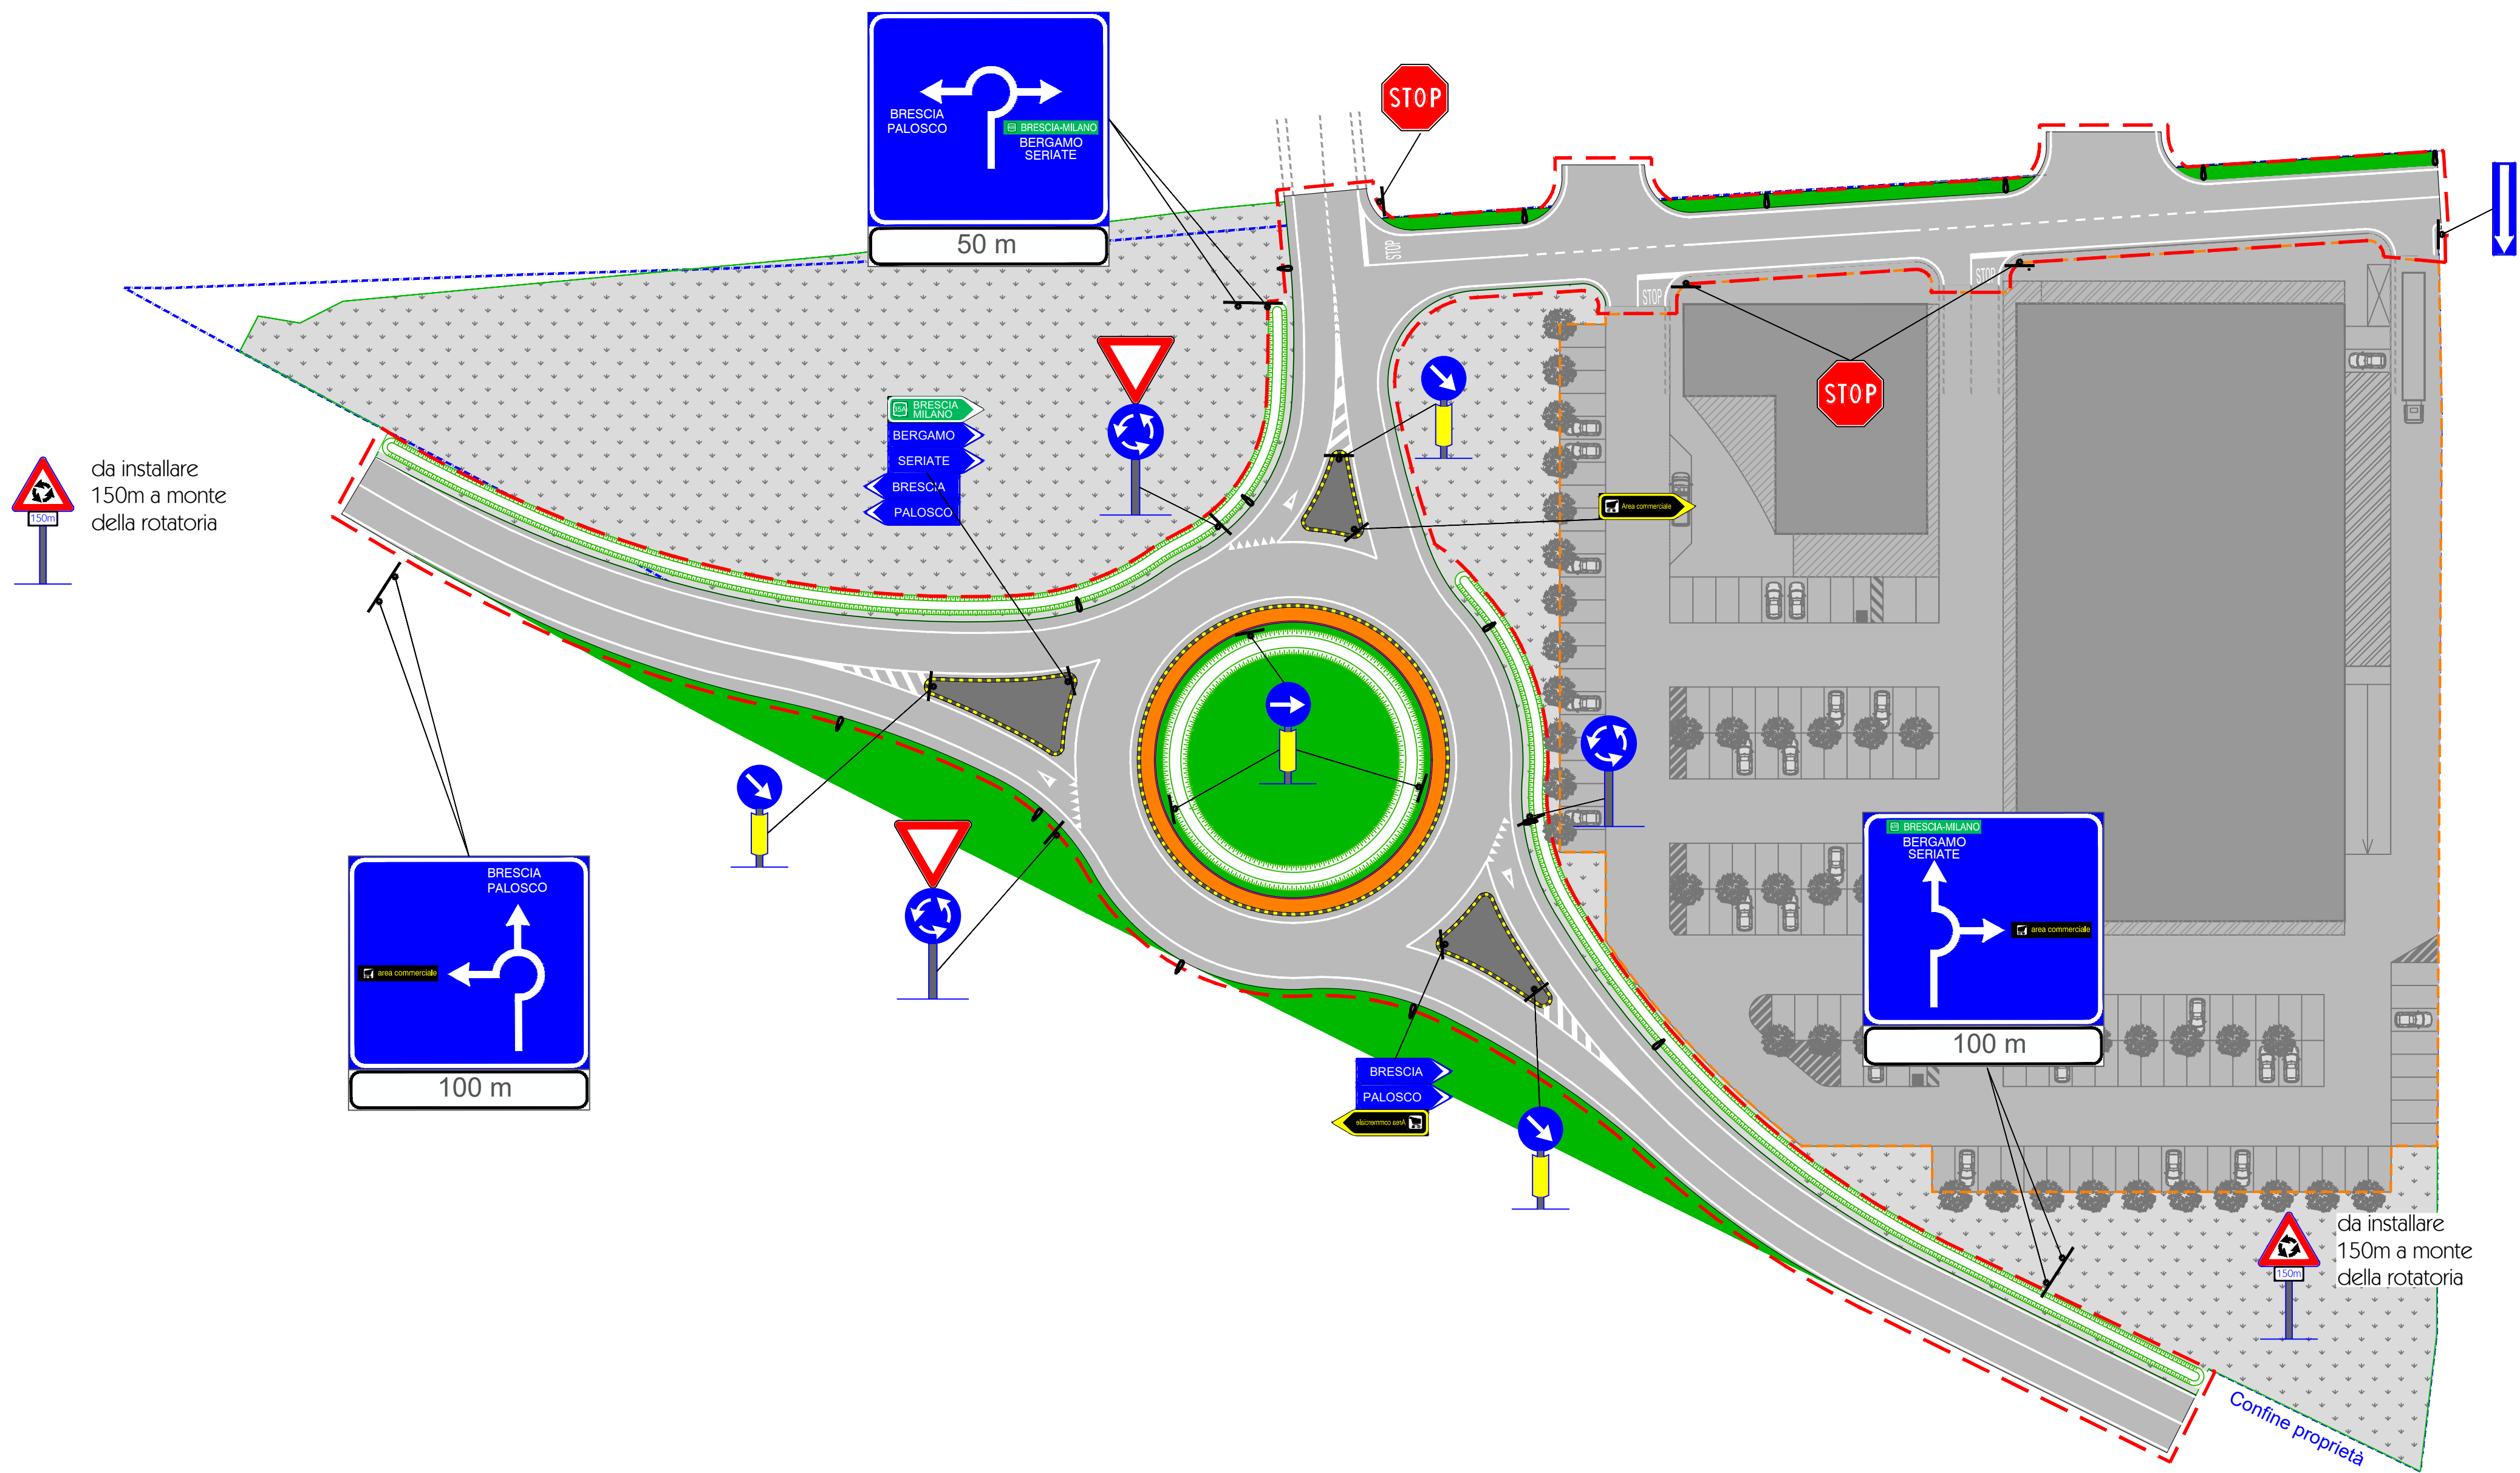 BRESCIA
PALOSCO
BRESCIA-MILANO
BERGAMO
SERIATE
50 m
STOP
STOP
STOP
STOP
STOP
da installare
150m a monte
della rotatoria
150m
35A
BRESCIA
MILANO
BERGAMO
SERIATE
BRESCIA
PALOSCO
Area commerciale
BRESCIA
PALOSCO
area commerciale
100 m
BRESCIA-MILANO
BERGAMO
SERIATE
area commerciale
100 m
BRESCIA
PALOSCO
Area commerciale
da installare
150m a monte
della rotatoria
150m
Confine proprietà